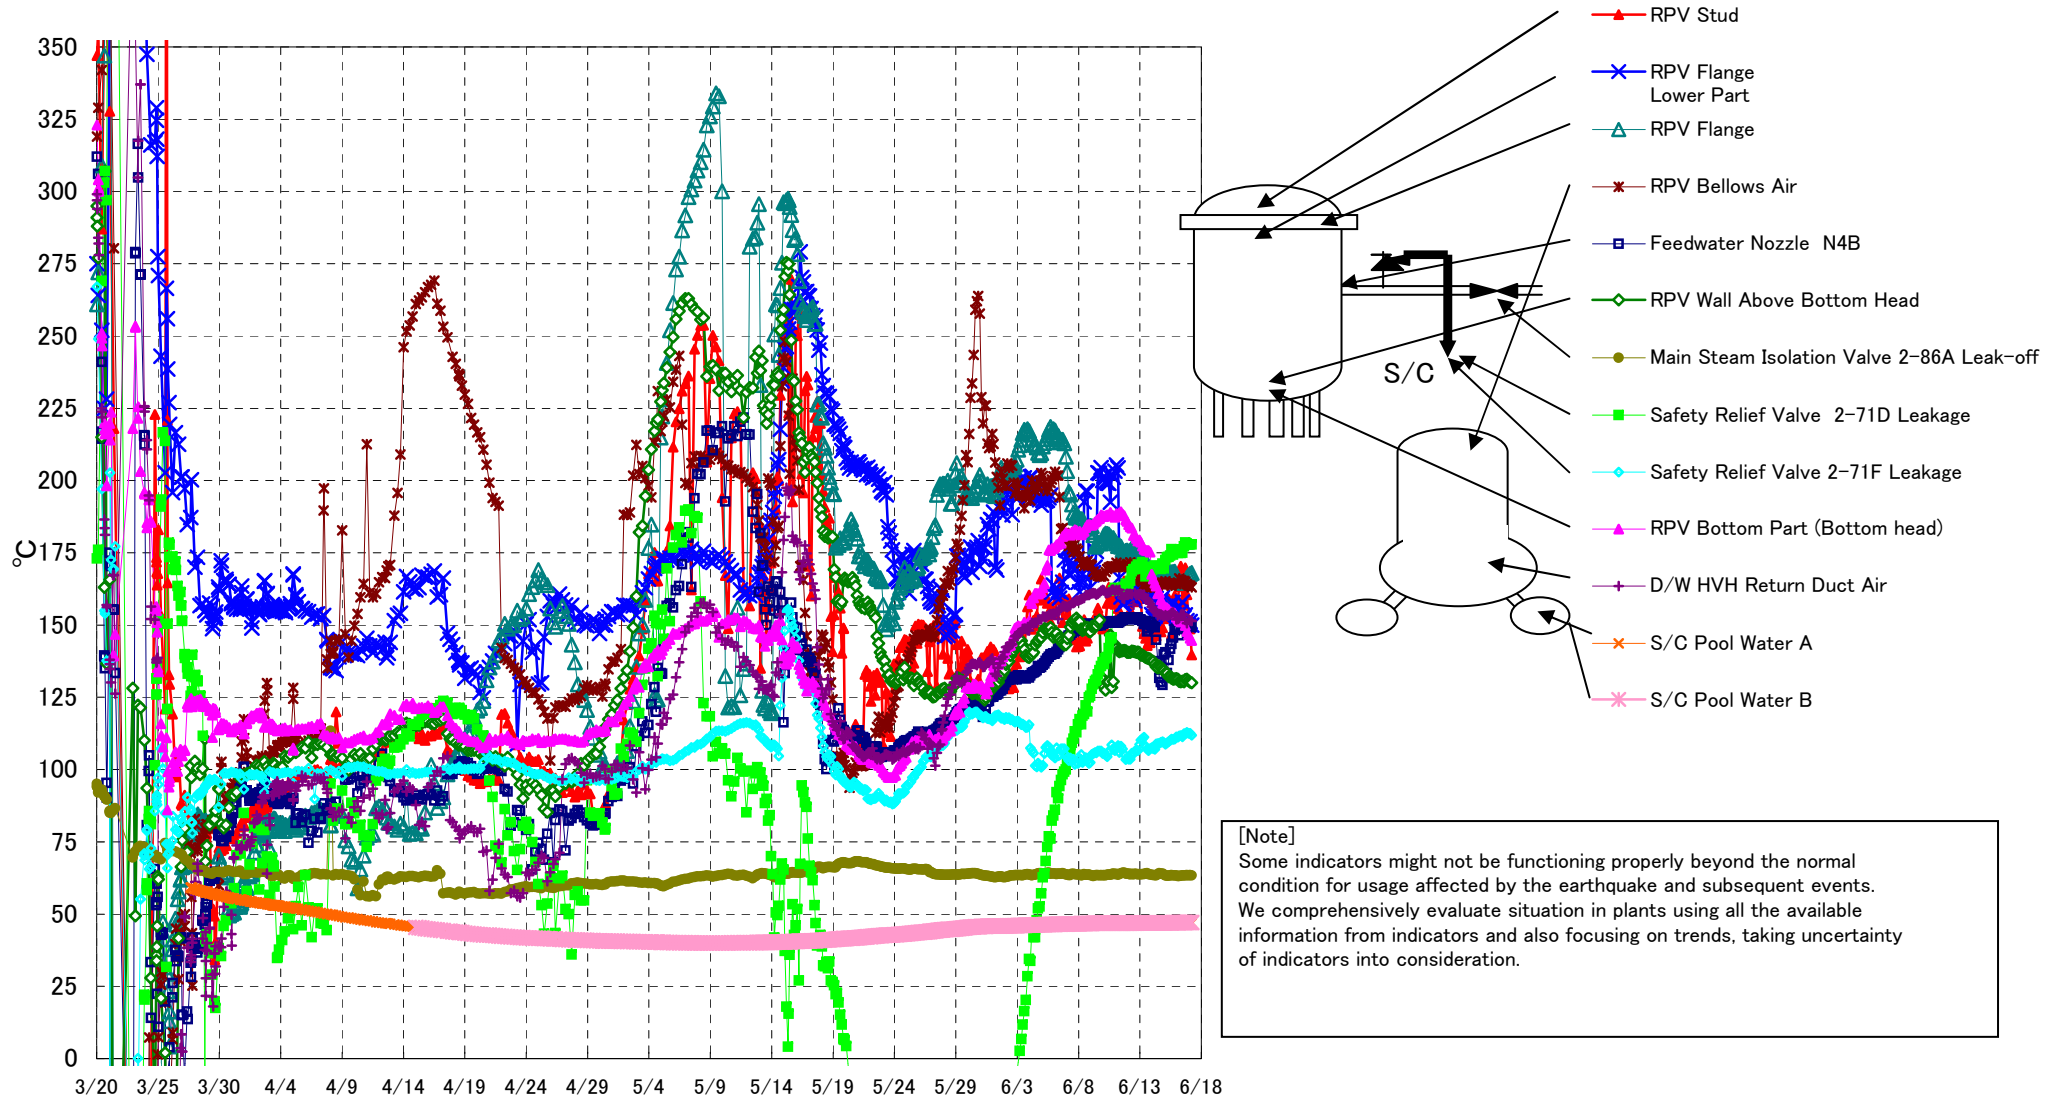 350
325
300
275
250
225
200
175
150
125
100
75
50
25
0
℃
3/20 3/25 3/30 4/4 4/9 4/14 4/19 4/24 4/29 5/4 5/9 5/14 5/19 5/24 5/29 6/3 6/8 6/13 6/18
RPV Stud
RPV Flange
Lower Part
RPV Flange
RPV Bellows Air
Feedwater Nozzle N4B
RPV Wall Above Bottom Head
Main Steam Isolation Valve 2-86A Leak-off
Safety Relief Valve 2-71D Leakage
Safety Relief Valve 2-71F Leakage
RPV Bottom Part (Bottom head)
D/W HVH Return Duct Air
S/C Pool Water A
S/C Pool Water B
S/C
[Note]
Some indicators might not be functioning properly beyond the normal
condition for usage affected by the earthquake and subsequent events.
We comprehensively evaluate situation in plants using all the available
information from indicators and also focusing on trends, taking uncertainty
of indicators into consideration.